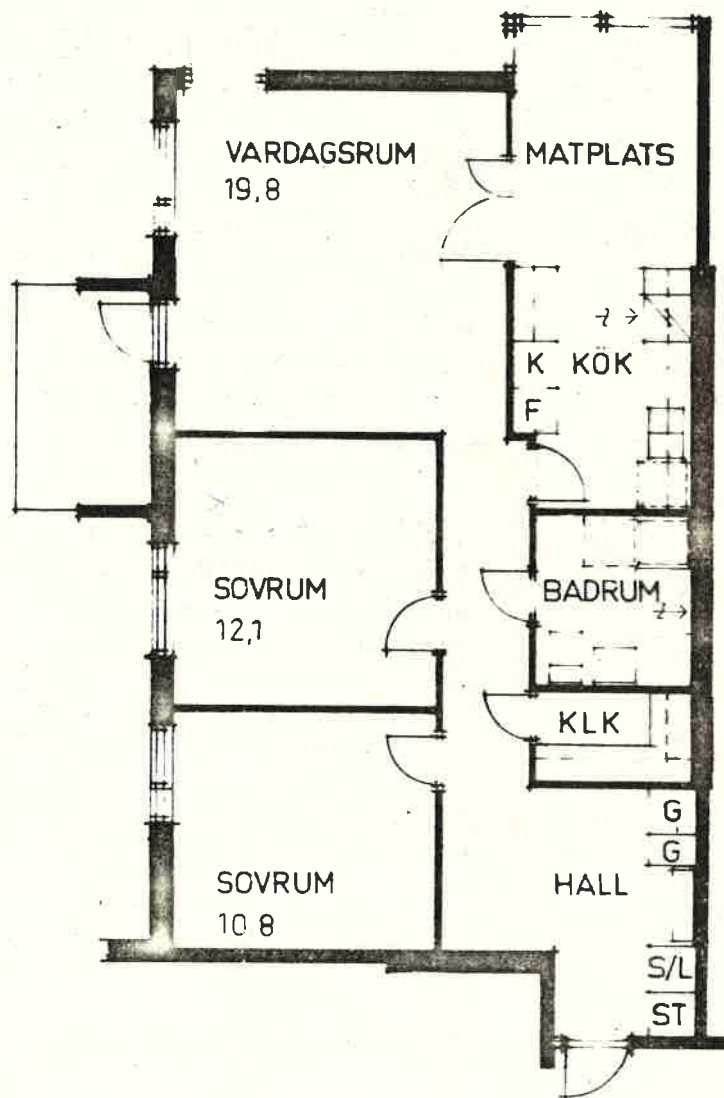 VARDAGSRUM
19,8
MATPLATS
K
KÖK
F
SOVRUM
12,1
BADRUM
KLK
G
G
SOVRUM
10 8
HALL
S/L
ST